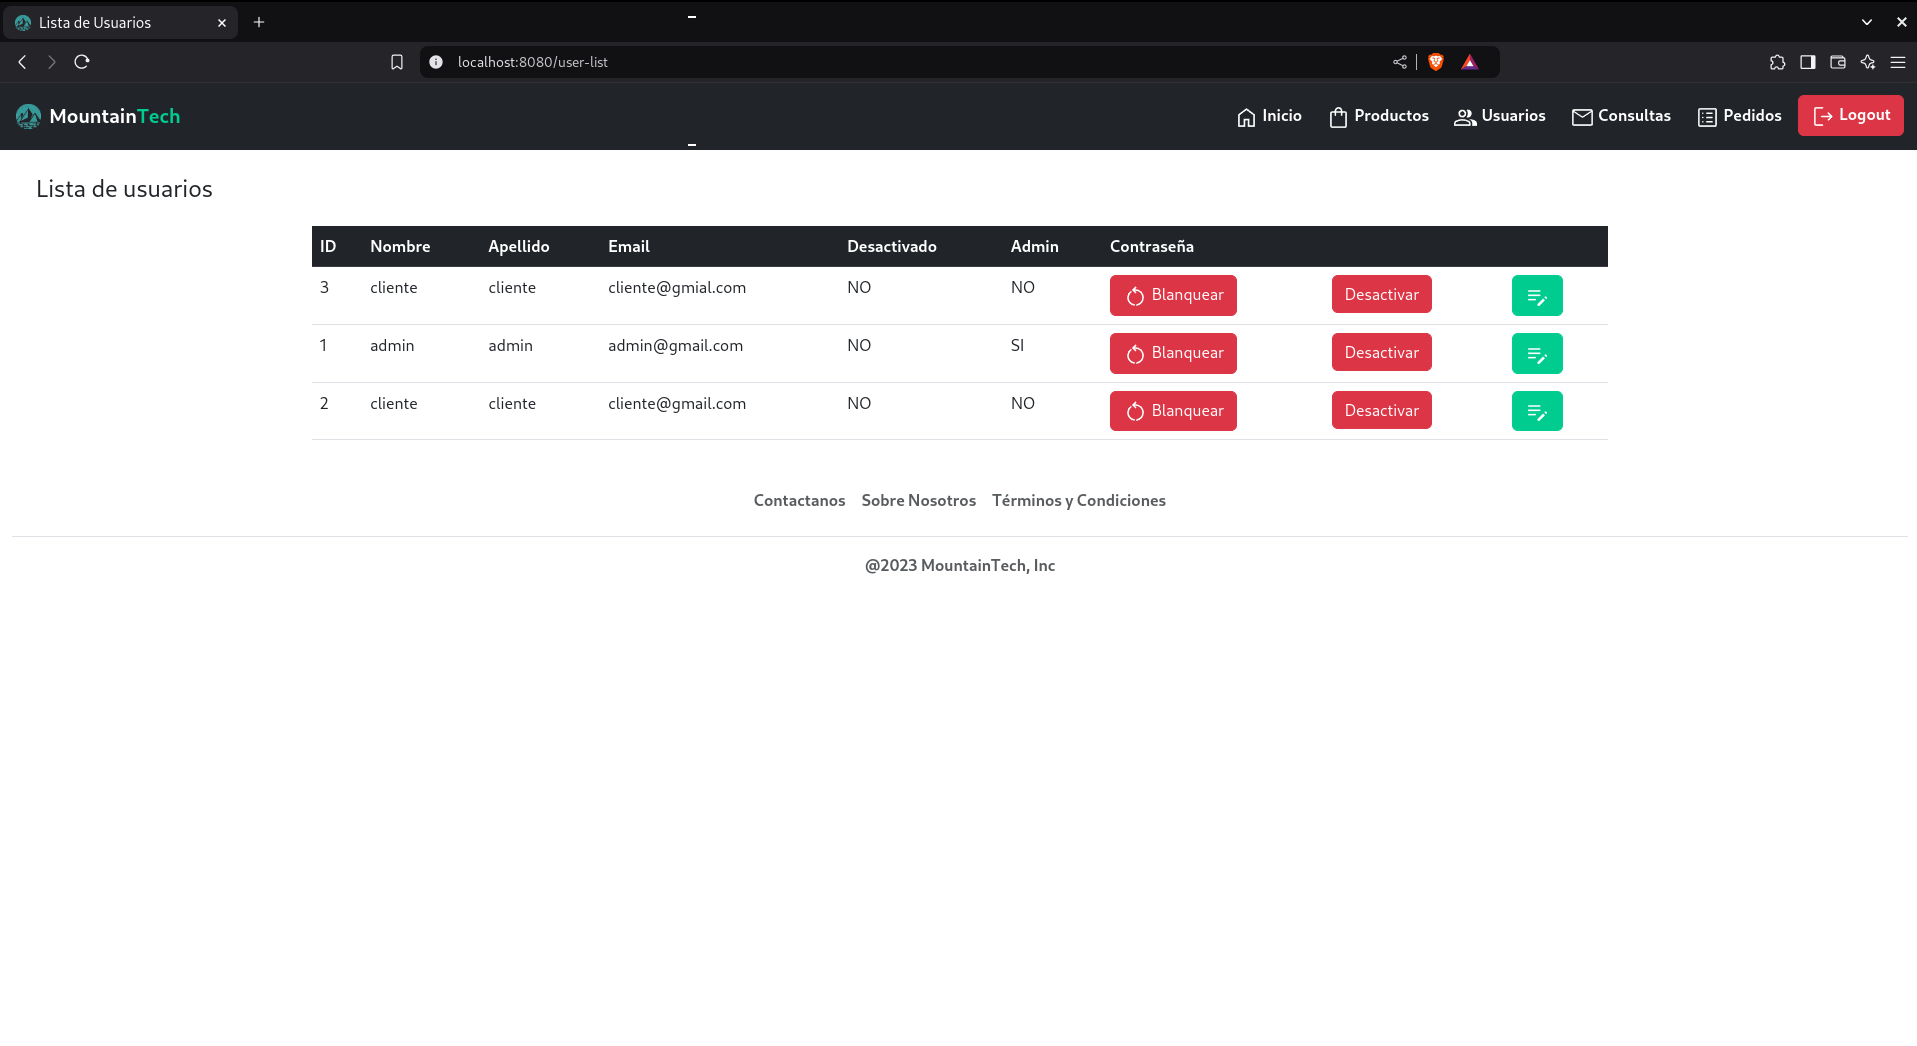 Lista de Usuarios
localhost:8080/user-list
MountainTech Inicio Productos Usuarios Consultas Pedidos Logout
Lista de usuarios
ID Nombre Apellido Email Desactivado Admin Contraseña
3 cliente cliente cliente@gmial.com NO NO Blanquear Desactivar
1 admin admin admin@gmail.com NO SI Blanquear Desactivar
2 cliente cliente cliente@gmail.com NO NO Blanquear Desactivar
Contactanos Sobre Nosotros Términos y Condiciones
@2023 MountainTech, Inc